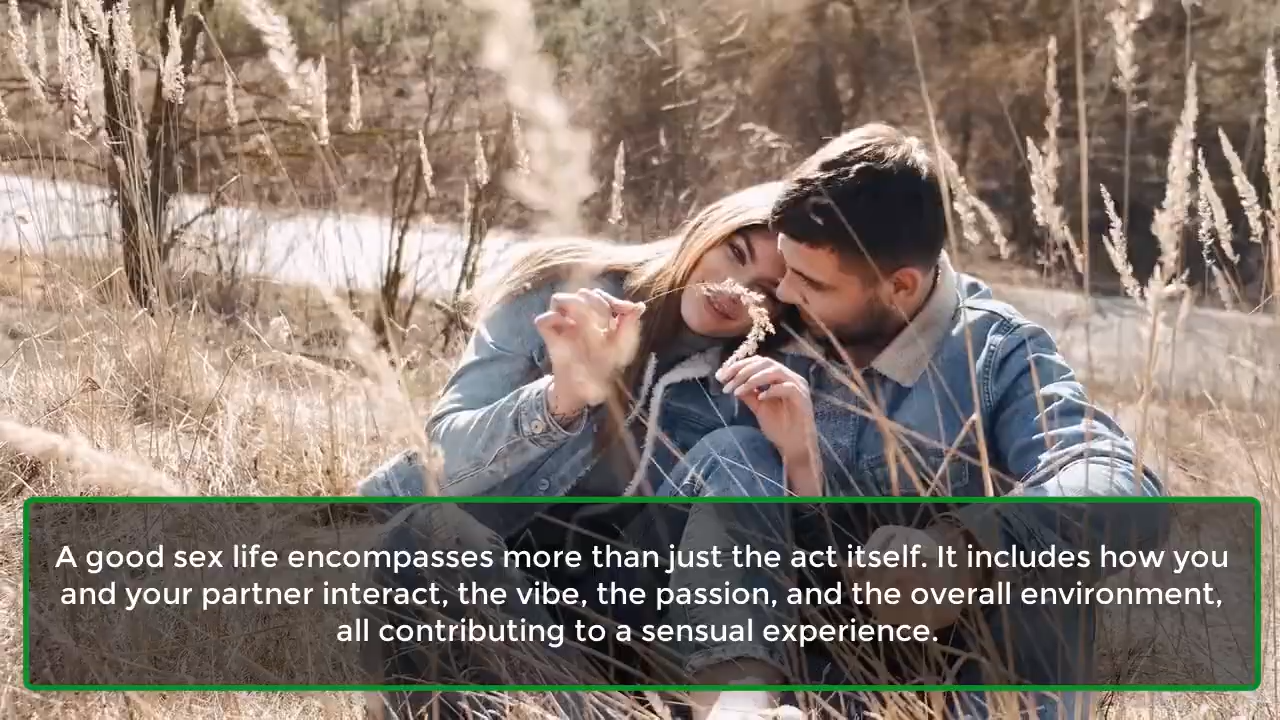 A good sex life encompasses more than just the act itself. It includes how you
and your partner interact, the vibe, the passion, and the overall environment,
all contributing to a sensual experience.